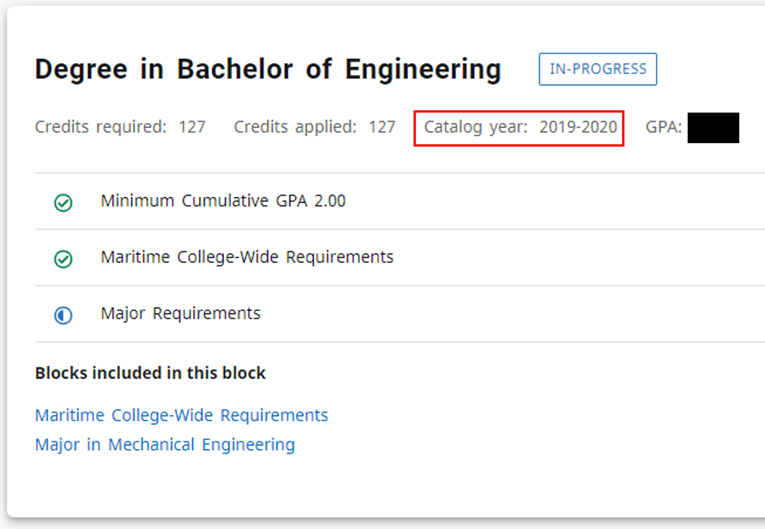 Degree in Bachelor of Engineering IN-PROGRESS
Credits required: 127 Credits applied: 127 Catalog year: 2019-2020 GPA:
Minimum Cumulative GPA 2.00
Maritime College-Wide Requirements
Major Requirements
Blocks included in this block
Maritime College-Wide Requirements
Major in Mechanical Engineering